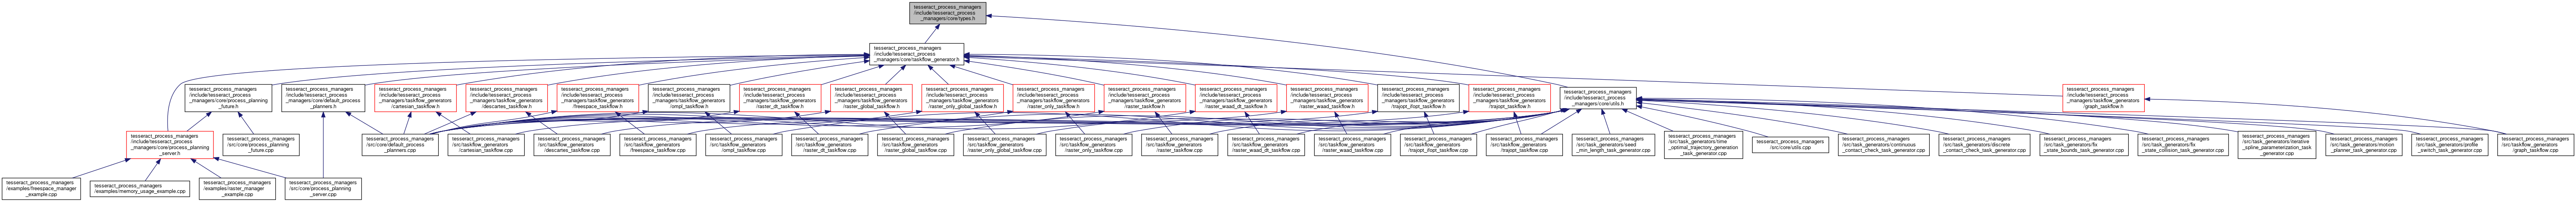 tesseract_process_managers
/include/tesseract_process
_managers/core/types.h
tesseract_process_managers
/include/tesseract_process
_managers/core/taskflow_generator.h
tesseract_process_managers
/include/tesseract_process
_managers/core/process_planning
_future.h
tesseract_process_managers
/include/tesseract_process
_managers/core/default_process
_planners.h
tesseract_process_managers
/include/tesseract_process
_managers/taskflow_generators
/cartesian_taskflow.h
tesseract_process_managers
/include/tesseract_process
_managers/taskflow_generators
/descartes_taskflow.h
tesseract_process_managers
/include/tesseract_process
_managers/taskflow_generators
/freespace_taskflow.h
tesseract_process_managers
/include/tesseract_process
_managers/taskflow_generators
/ompl_taskflow.h
tesseract_process_managers
/include/tesseract_process
_managers/taskflow_generators
/raster_dt_taskflow.h
tesseract_process_managers
/include/tesseract_process
_managers/taskflow_generators
/raster_global_taskflow.h
tesseract_process_managers
/include/tesseract_process
_managers/taskflow_generators
/raster_only_global_taskflow.h
tesseract_process_managers
/include/tesseract_process
_managers/taskflow_generators
/raster_only_taskflow.h
tesseract_process_managers
/include/tesseract_process
_managers/taskflow_generators
/raster_taskflow.h
tesseract_process_managers
/include/tesseract_process
_managers/taskflow_generators
/raster_waad_dt_taskflow.h
tesseract_process_managers
/include/tesseract_process
_managers/taskflow_generators
/raster_waad_taskflow.h
tesseract_process_managers
/include/tesseract_process
_managers/taskflow_generators
/trajopt_ifopt_taskflow.h
tesseract_process_managers
/include/tesseract_process
_managers/taskflow_generators
/trajopt_taskflow.h
tesseract_process_managers
/include/tesseract_process
_managers/core/utils.h
tesseract_process_managers
/include/tesseract_process
_managers/taskflow_generators
/graph_taskflow.h
tesseract_process_managers
/include/tesseract_process
_managers/core/process_planning
_server.h
tesseract_process_managers
/src/core/process_planning
_future.cpp
tesseract_process_managers
/src/core/default_process
_planners.cpp
tesseract_process_managers
/src/taskflow_generators
/cartesian_taskflow.cpp
tesseract_process_managers
/src/taskflow_generators
/descartes_taskflow.cpp
tesseract_process_managers
/src/taskflow_generators
/freespace_taskflow.cpp
tesseract_process_managers
/src/taskflow_generators
/ompl_taskflow.cpp
tesseract_process_managers
/src/taskflow_generators
/raster_dt_taskflow.cpp
tesseract_process_managers
/src/taskflow_generators
/raster_global_taskflow.cpp
tesseract_process_managers
/src/taskflow_generators
/raster_only_global_taskflow.cpp
tesseract_process_managers
/src/taskflow_generators
/raster_only_taskflow.cpp
tesseract_process_managers
/src/taskflow_generators
/raster_taskflow.cpp
tesseract_process_managers
/src/taskflow_generators
/raster_waad_dt_taskflow.cpp
tesseract_process_managers
/src/taskflow_generators
/raster_waad_taskflow.cpp
tesseract_process_managers
/src/taskflow_generators
/trajopt_ifopt_taskflow.cpp
tesseract_process_managers
/src/taskflow_generators
/trajopt_taskflow.cpp
tesseract_process_managers
/src/task_generators/seed
_min_length_task_generator.cpp
tesseract_process_managers
/src/task_generators/time
_optimal_trajectory_generation
_task_generator.cpp
tesseract_process_managers
/src/core/utils.cpp
tesseract_process_managers
/src/task_generators/continuous
_contact_check_task_generator.cpp
tesseract_process_managers
/src/task_generators/discrete
_contact_check_task_generator.cpp
tesseract_process_managers
/src/task_generators/fix
_state_bounds_task_generator.cpp
tesseract_process_managers
/src/task_generators/fix
_state_collision_task_generator.cpp
tesseract_process_managers
/src/task_generators/iterative
_spline_parameterization_task
_generator.cpp
tesseract_process_managers
/src/task_generators/motion
_planner_task_generator.cpp
tesseract_process_managers
/src/task_generators/profile
_switch_task_generator.cpp
tesseract_process_managers
/src/taskflow_generators
/graph_taskflow.cpp
tesseract_process_managers
/examples/freespace_manager
_example.cpp
tesseract_process_managers
/examples/memory_usage_example.cpp
tesseract_process_managers
/examples/raster_manager
_example.cpp
tesseract_process_managers
/src/core/process_planning
_server.cpp